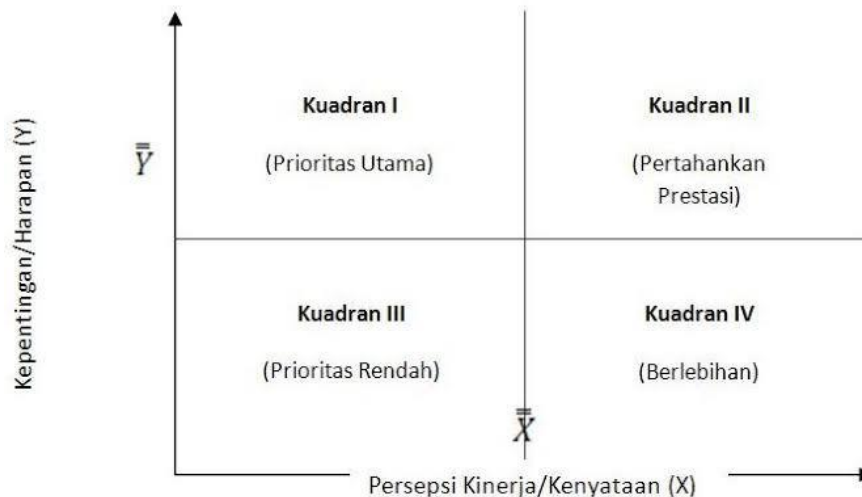 Kepentingan/Harapan (Y)
Kuadran I
Kuadran II
(Prioritas Utama)
(Pertahankan
Prestasi)
Y̿
Kuadran III
Kuadran IV
(Prioritas Rendah)
(Berlebihan)
X̿
Persepsi Kinerja/Kenyataan (X)